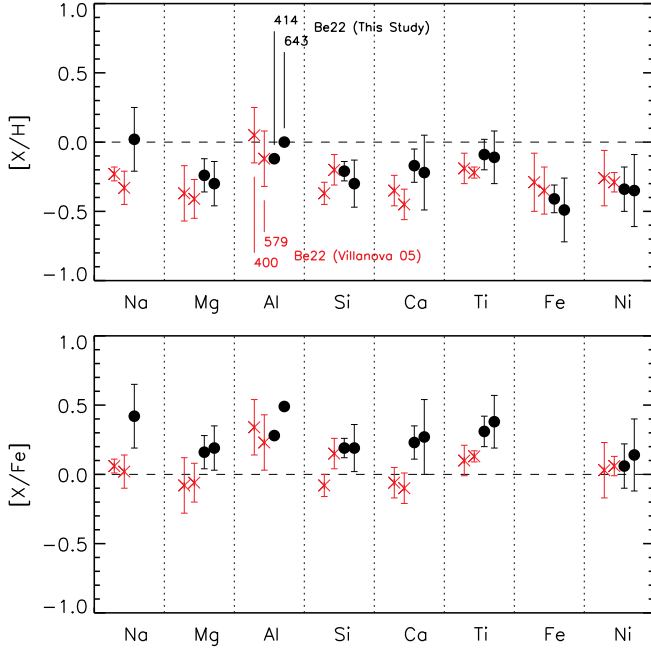 414
Be22 (This Study)
643
1.0
0.5
0.0
−0.5
−1.0
[X/H]
579
Be22 (Villanova 05)
400
Na Mg Al Si Ca Ti Fe Ni
1.0
0.5
0.0
−0.5
−1.0
[X/Fe]
Na Mg Al Si Ca Ti Fe Ni